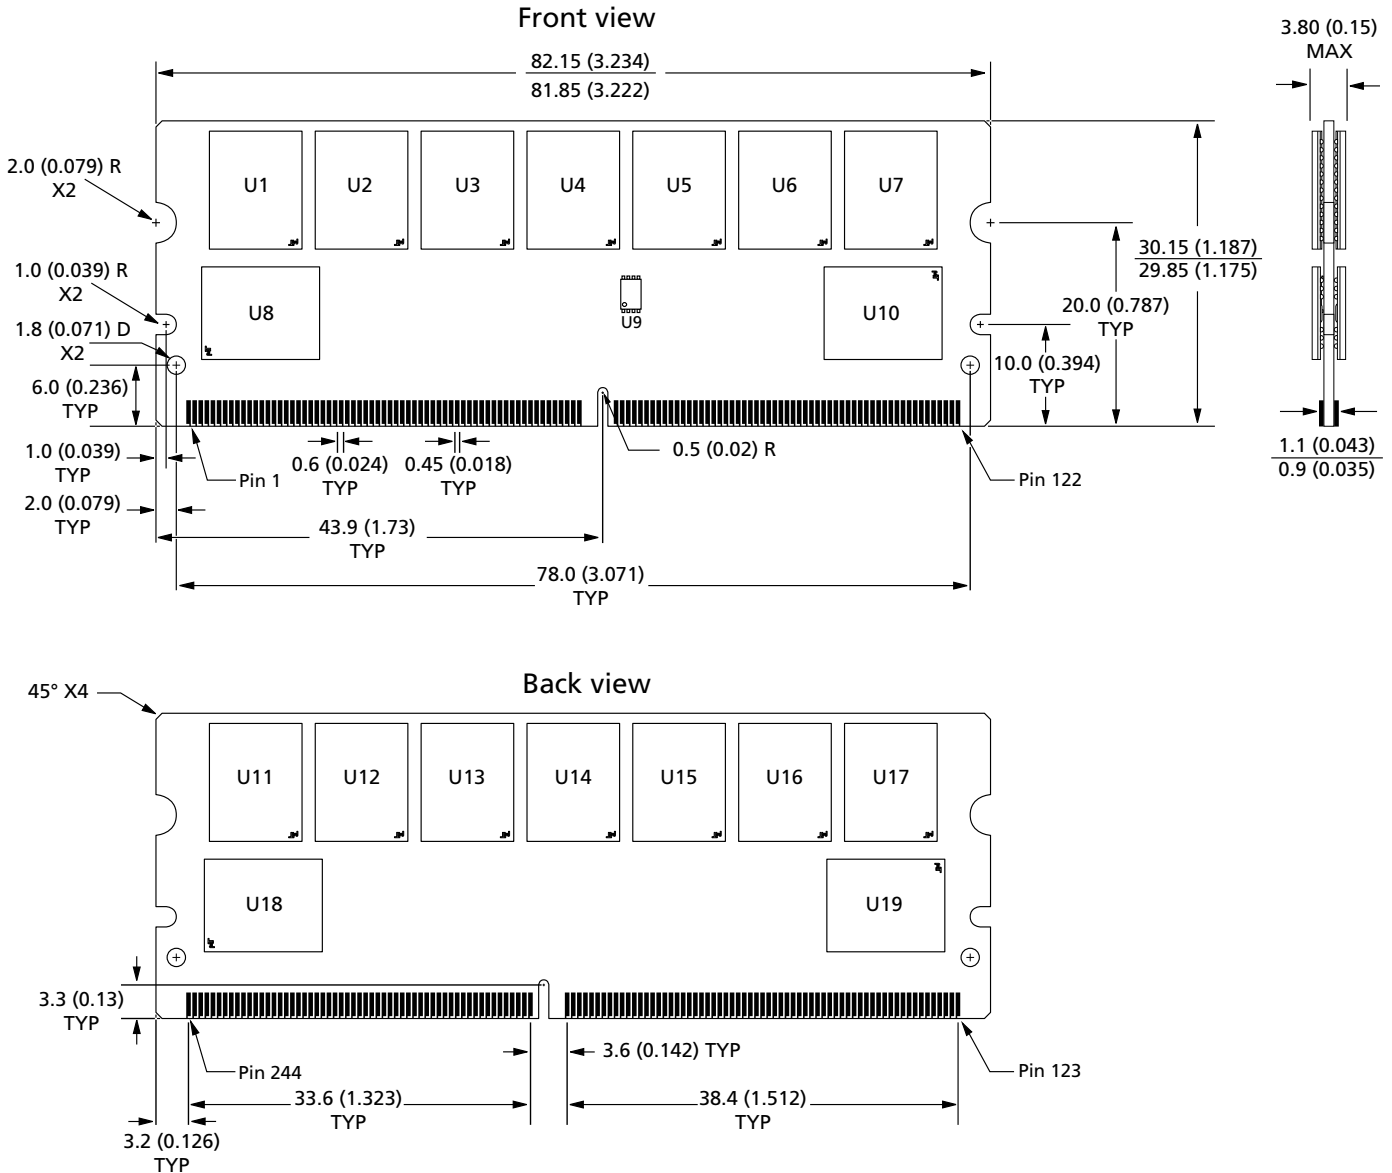 Front view
82.15 (3.234)
81.85 (3.222)
3.80 (0.15)
MAX
2.0 (0.079) R
X2
U1
U2
U3
U4
U5
U6
U7
30.15 (1.187)
29.85 (1.175)
1.0 (0.039) R
X2
20.0 (0.787)
TYP
U8
U9
U10
1.8 (0.071) D
X2
10.0 (0.394)
TYP
6.0 (0.236)
TYP
1.0 (0.039)
TYP
Pin 1
0.6 (0.024)
TYP
0.45 (0.018)
TYP
0.5 (0.02) R
Pin 122
1.1 (0.043)
0.9 (0.035)
2.0 (0.079)
TYP
43.9 (1.73)
TYP
78.0 (3.071)
TYP
Back view
45° X4
U11
U12
U13
U14
U15
U16
U17
U18
U19
3.3 (0.13)
TYP
3.6 (0.142) TYP
Pin 244
Pin 123
33.6 (1.323)
TYP
38.4 (1.512)
TYP
3.2 (0.126)
TYP